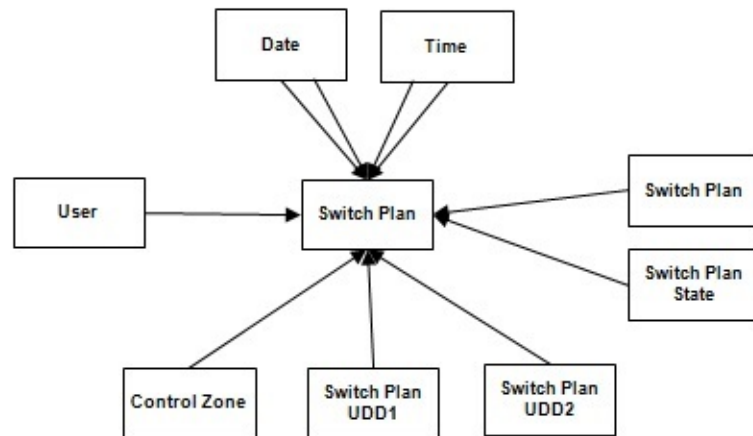 Date
Time
User
Switch Plan
Switch Plan
Switch Plan
State
Control Zone
Switch Plan
UDD1
Switch Plan
UDD2